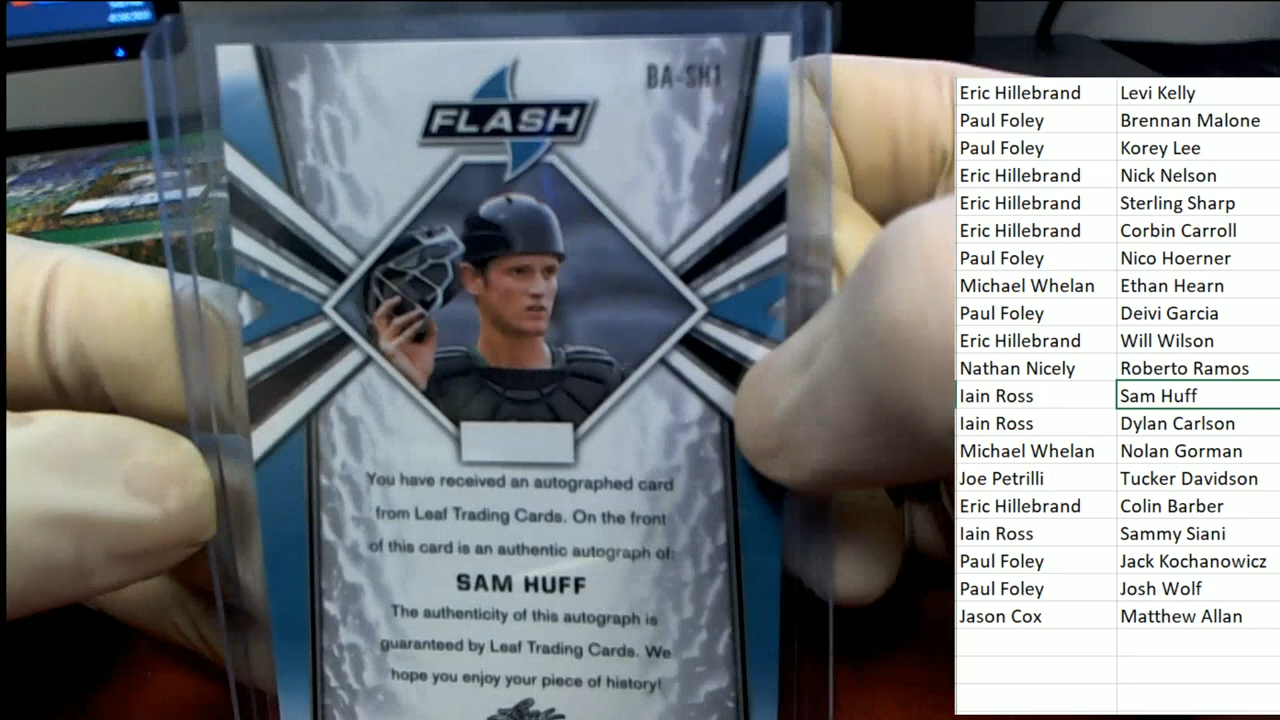 BA-SH1
FLASH
You have received an autographed card
from Leaf Trading Cards. On the front
of this card is an authentic autograph of:
SAM HUFF
The authenticity of this autograph is
guaranteed by Leaf Trading Cards. We
hope you enjoy your piece of history!
Eric Hillebrand Levi Kelly
Paul Foley Brennan Malone
Paul Foley Korey Lee
Eric Hillebrand Nick Nelson
Eric Hillebrand Sterling Sharp
Eric Hillebrand Corbin Carroll
Paul Foley Nico Hoerner
Michael Whelan Ethan Hearn
Paul Foley Deivi Garcia
Eric Hillebrand Will Wilson
Nathan Nicely Roberto Ramos
Iain Ross Sam Huff
Iain Ross Dylan Carlson
Michael Whelan Nolan Gorman
Joe Petrilli Tucker Davidson
Eric Hillebrand Colin Barber
Iain Ross Sammy Siani
Paul Foley Jack Kochanowicz
Paul Foley Josh Wolf
Jason Cox Matthew Allan